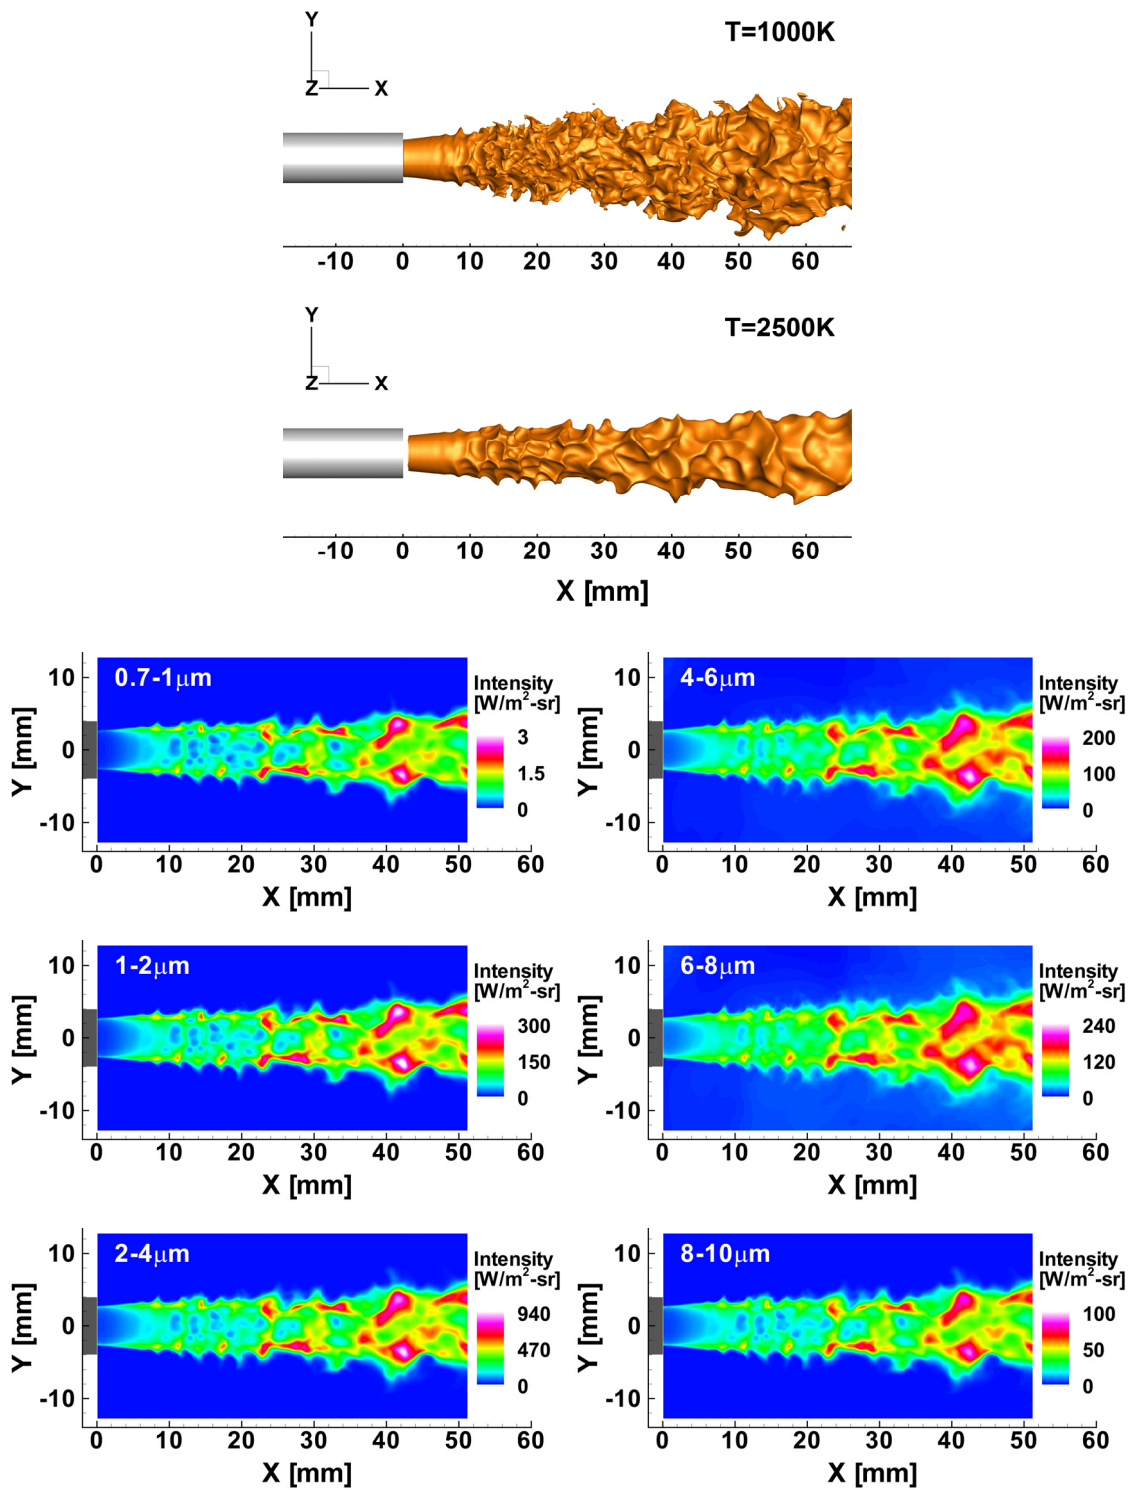 Y
T=1000K
Z X
-10 0 10 20 30 40 50 60
Y
T=2500K
Z X
-10 0 10 20 30 40 50 60
X [mm]
0.7-1μm
Intensity
[W/m²-sr]
3
1.5
0
10
0
-10
Y [mm]
0 10 20 30 40 50 60
X [mm]
4-6μm
Intensity
[W/m²-sr]
200
100
0
10
0
-10
Y [mm]
0 10 20 30 40 50 60
X [mm]
1-2μm
Intensity
[W/m²-sr]
300
150
0
10
0
-10
Y [mm]
0 10 20 30 40 50 60
X [mm]
6-8μm
Intensity
[W/m²-sr]
240
120
0
10
0
-10
Y [mm]
0 10 20 30 40 50 60
X [mm]
2-4μm
Intensity
[W/m²-sr]
940
470
0
10
0
-10
Y [mm]
0 10 20 30 40 50 60
X [mm]
8-10μm
Intensity
[W/m²-sr]
100
50
0
10
0
-10
Y [mm]
0 10 20 30 40 50 60
X [mm]